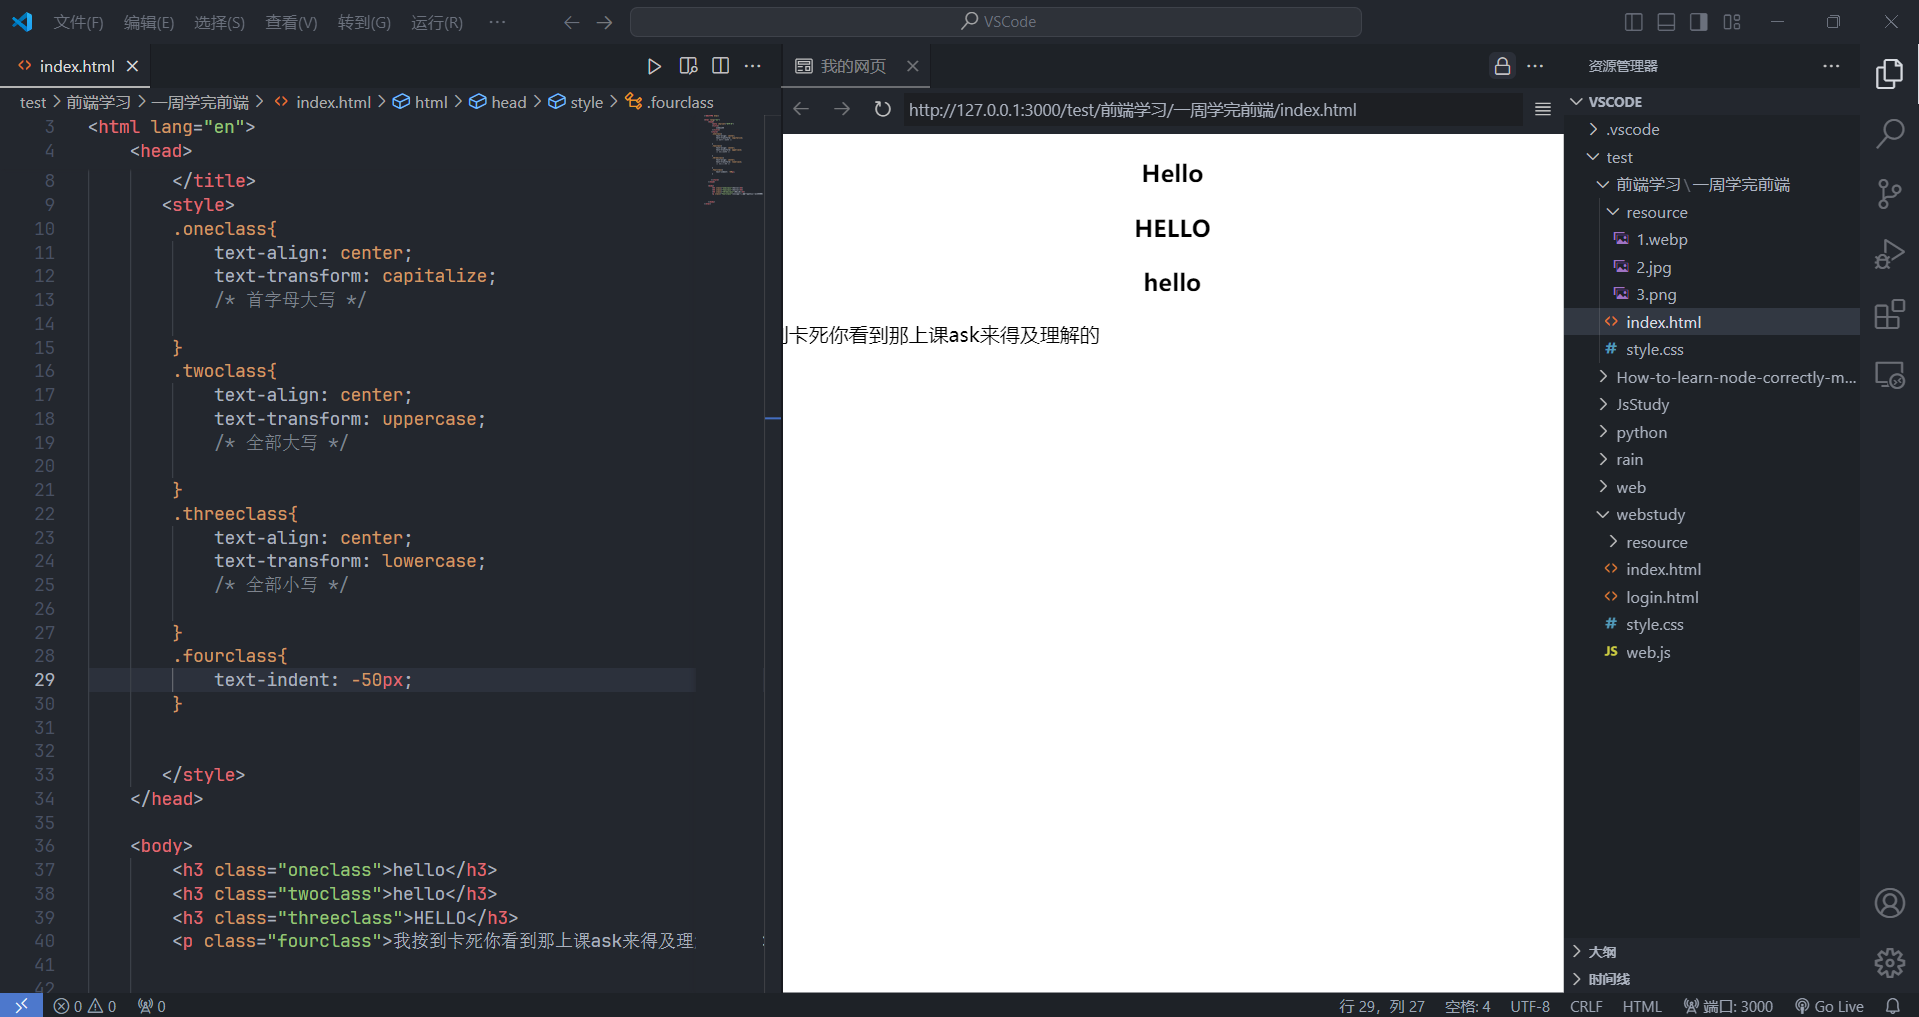 文件(F) 编辑(E) 选择(S) 查看(V) 转到(G) 运行(R) ··· VSCode
index.html
test > 前端学习 > 一周学完前端 > index.html > html > head > style > .fourclass
3 <html lang="en">
4 <head>
8 </title>
9 <style>
10 .oneclass{
11 text-align: center;
12 text-transform: capitalize;
13 /* 首字母大写 */
14
15 }
16 .twoclass{
17 text-align: center;
18 text-transform: uppercase;
19 /* 全部大写 */
20
21 }
22 .threeclass{
23 text-align: center;
24 text-transform: lowercase;
25 /* 全部小写 */
26
27 }
28 .fourclass{
29 text-indent: -50px;
30 }
31
32
33 </style>
34 </head>
35
36 <body>
37 <h3 class="oneclass">hello</h3>
38 <h3 class="twoclass">hello</h3>
39 <h3 class="threeclass">HELLO</h3>
40 <p class="fourclass">我按到卡死你看到那上课ask来得及理
41
42
我的网页
http://127.0.0.1:3000/test/前端学习/一周学完前端/index.html
Hello
HELLO
hello
卡死你看到那上课ask来得及理解的
资源管理器
VSCODE
.vscode
test
前端学习\一周学完前端
resource
1.webp
2.jpg
3.png
index.html
style.css
How-to-learn-node-correctly-m...
JsStudy
python
rain
web
webstudy
resource
index.html
login.html
style.css
JS web.js
大纲
时间线
0 0 0 行 29，列 27 空格: 4 UTF-8 CRLF HTML 端口: 3000 Go Live